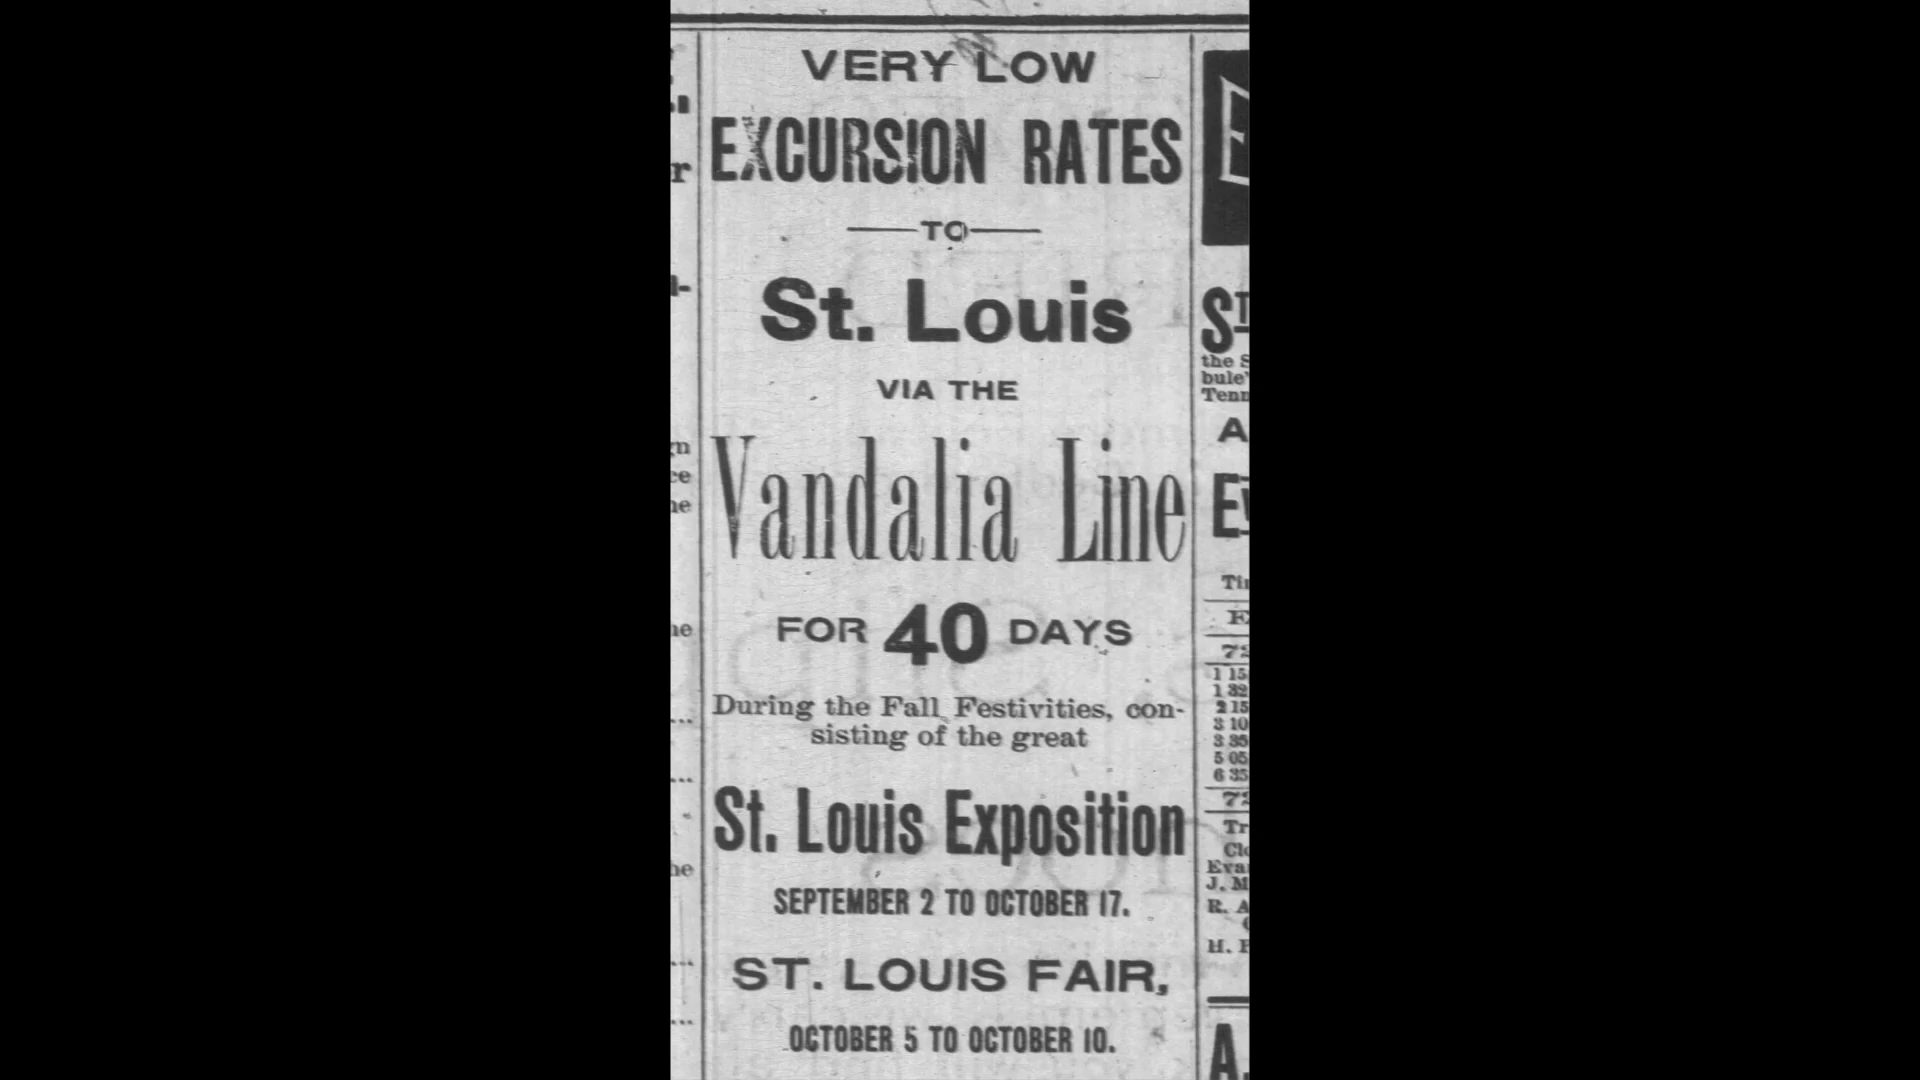 VERY LOW
EXCURSION RATES
TO
St. Louis
VIA THE
Vandalia Line
FOR 40 DAYS
During the Fall Festivities, con-
sisting of the great
St. Louis Exposition
SEPTEMBER 2 TO OCTOBER 17.
ST. LOUIS FAIR,
OCTOBER 5 TO OCTOBER 10.